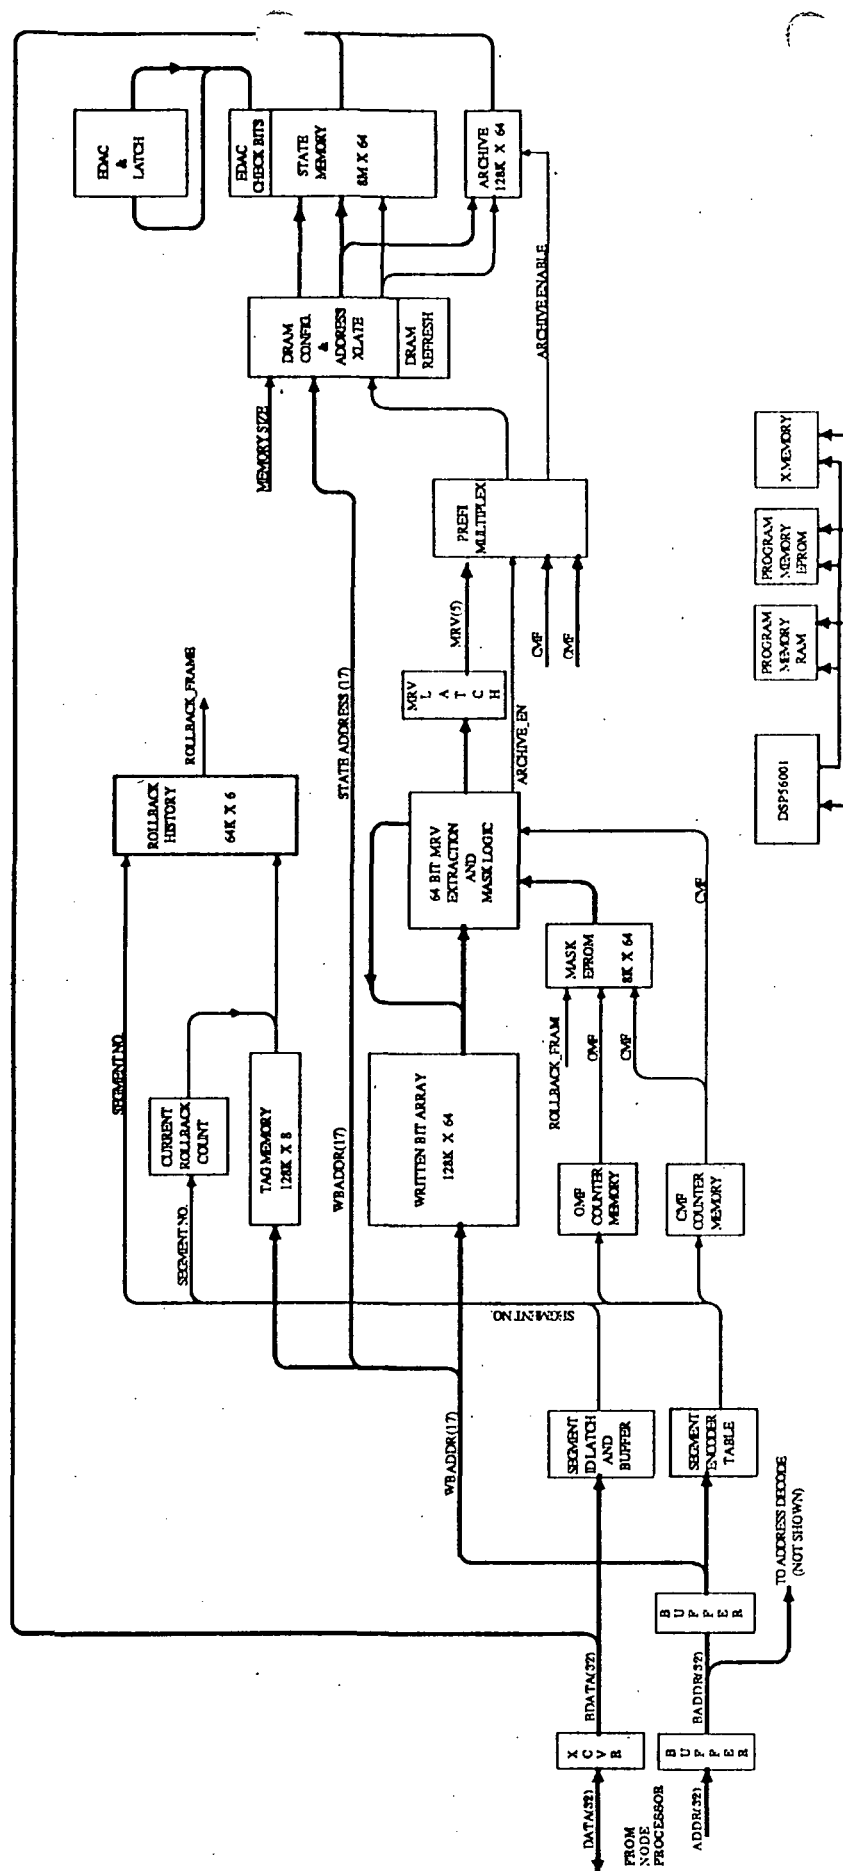 EDAC
&
LATCH
EDAC
CHECK BITS
STATE
MEMORY
8M X 64
ARCHIVE
128K X 64
DRAM
CONFIG.
&
ADDRESS
XLATE
DRAM
REFRESH
MEMORY SIZE
ARCHIVE ENABLE
PREFI
MULTIPLEX
MRV(5)
CMF
CMF
MRV
L
A
T
C
H
ARCHIVE_EN
STATE ADDRESS (17)
ROLLBACK_FRAME
ROLLBACK
HISTORY
64K X 6
64 BIT MRV
EXTRACTION
AND
MASK LOGIC
CMF
MASK
EPROM
8K X 64
ROLLBACK_FRAM
OMF
CMF
SEGMENT NO.
CURRENT
ROLLBACK
COUNT
TAG MEMORY
128K X 8
SEGMENT NO.
WBADDR(17)
WRITTEN BIT ARRAY
128K X 64
OMF
COUNTER
MEMORY
CMF
COUNTER
MEMORY
SEGMENT NO.
WBADDR(17)
SEGMENT
ID LATCH
AND
BUFFER
SEGMENT
ENCODER
TABLE
TO ADDRESS DECODE
(NOT SHOWN)
B
U
F
F
E
R
BDATA(32)
BADDR(32)
X
C
V
R
B
U
F
F
E
R
DATA(32)
FROM
NODE
PROCESSOR
ADDR(32)
X MEMORY
PROGRAM
MEMORY
EPROM
PROGRAM
MEMORY
RAM
DSP56001